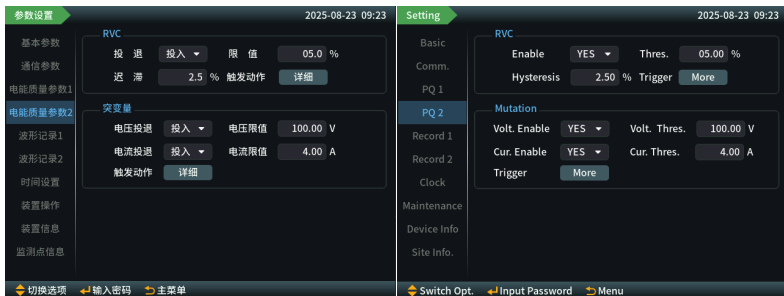 参数设置
2025-08-23 09:23
基本参数
通信参数
电能质量参数1
电能质量参数2
波形记录1
波形记录2
时间设置
装置操作
装置信息
监测点信息
RVC
投 退 投入 限 值 05.0 %
迟 滞 2.5 % 触发动作 详细
突变量
电压投退 投入 电压限值 100.00 V
电流投退 投入 电流限值 4.00 A
触发动作 详细
切换选项 输入密码 主菜单
Setting
2025-08-23 09:23
Basic
Comm.
PQ 1
PQ 2
Record 1
Record 2
Clock
Maintenance
Device Info
Site Info.
RVC
Enable YES Thres. 05.00 %
Hysteresis 2.50 % Trigger More
Mutation
Volt. Enable YES Volt. Thres. 100.00 V
Cur. Enable YES Cur. Thres. 4.00 A
Trigger More
Switch Opt. Input Password Menu